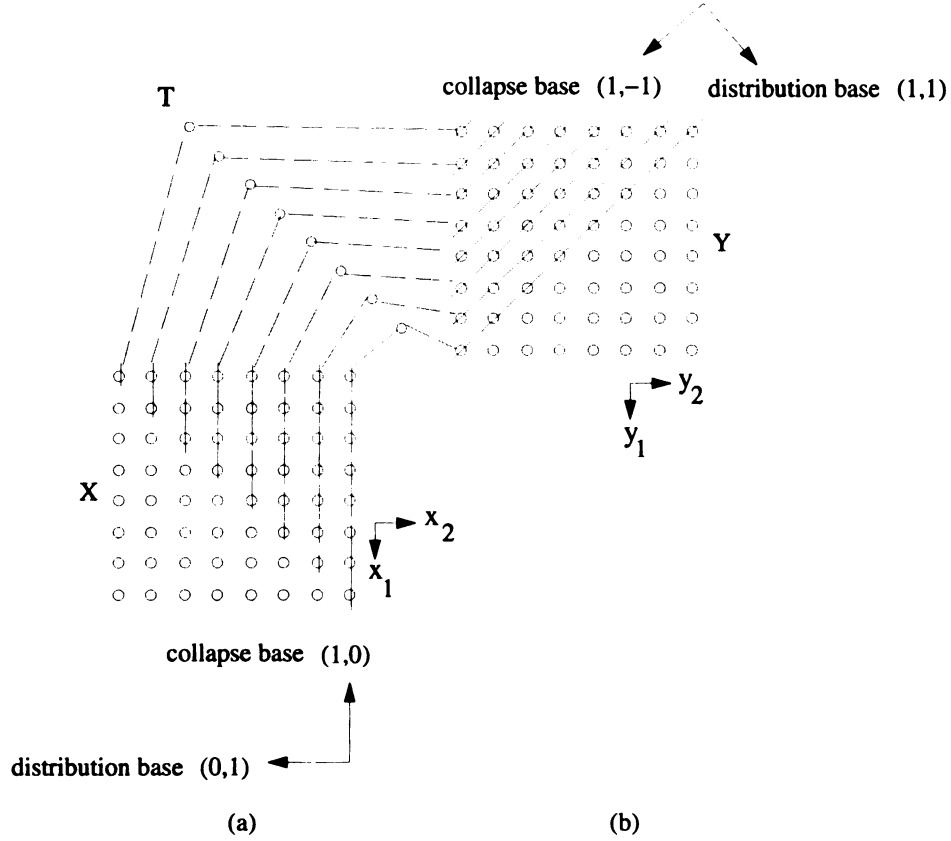 collapse base (1,−1) distribution base (1,1)
T
Y
y2
y1
X
x2
x1
collapse base (1,0)
distribution base (0,1)
(a) (b)